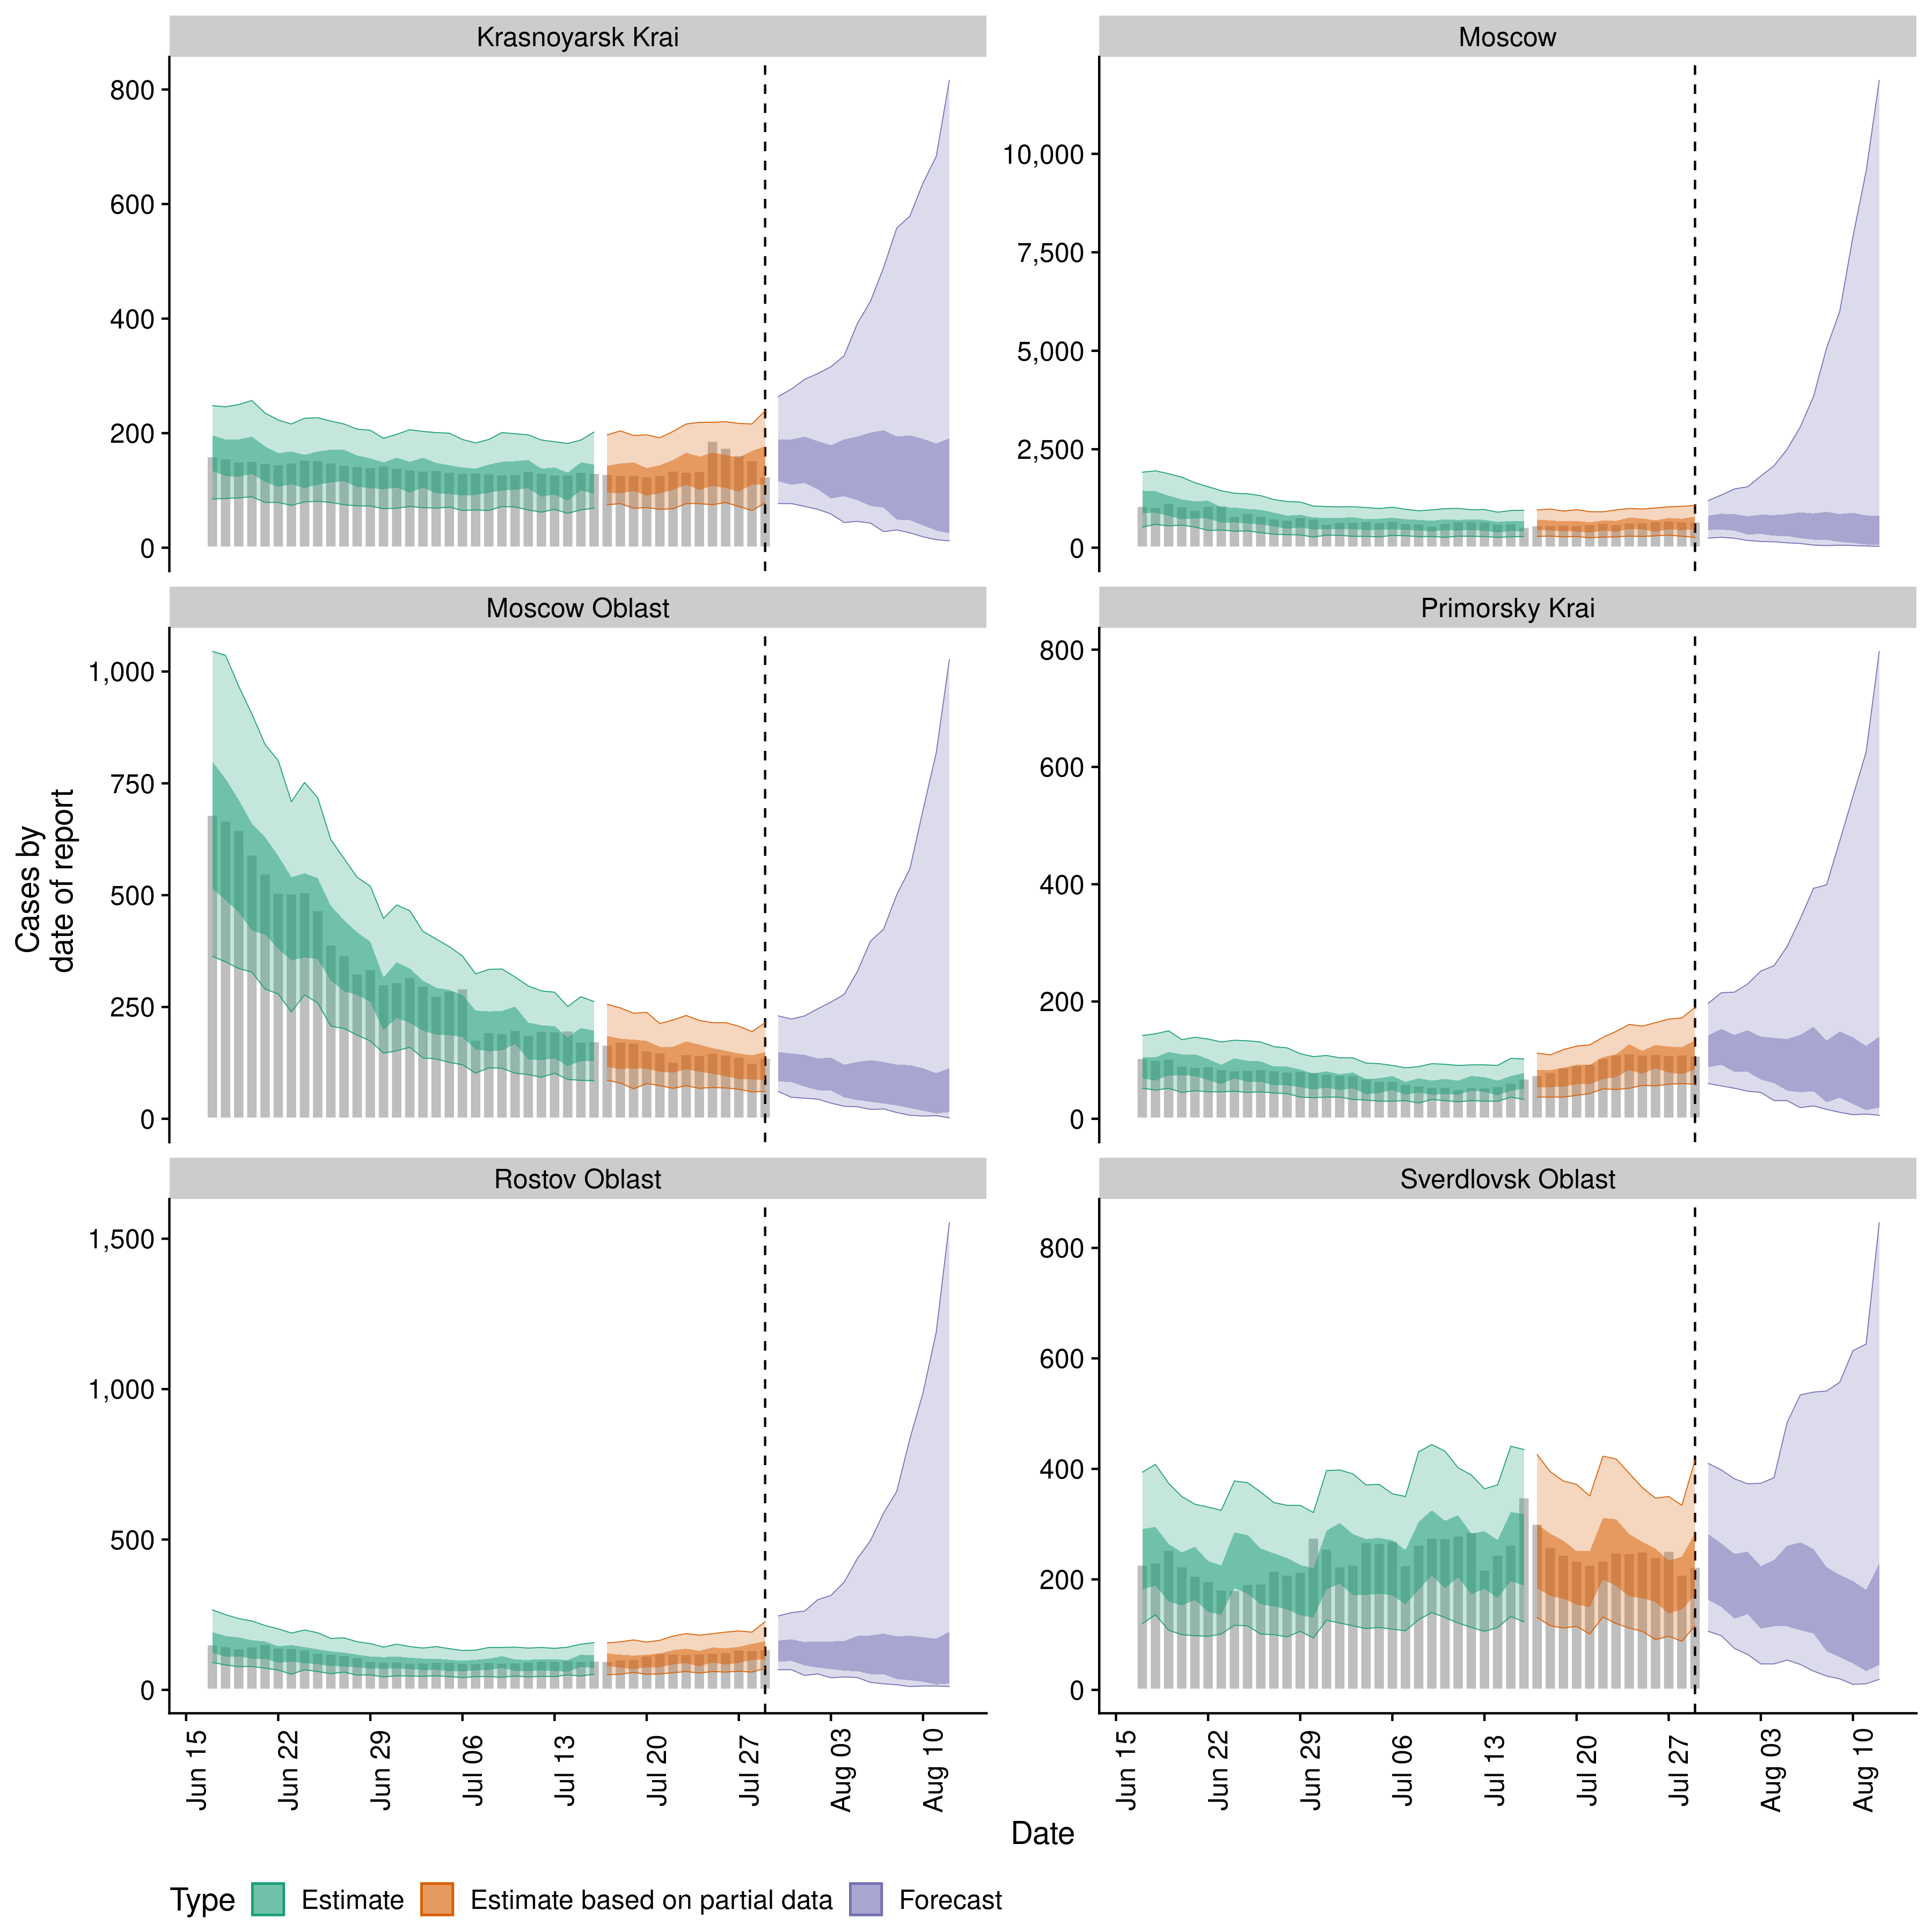 Krasnoyarsk Krai
Moscow
800
600
400
200
0
10,000
7,500
5,000
2,500
0
Moscow Oblast
Primorsky Krai
1,000
750
500
250
0
800
600
400
200
0
Cases by
date of report
Rostov Oblast
Sverdlovsk Oblast
1,500
1,000
500
0
800
600
400
200
0
Jun 15
Jun 22
Jun 29
Jul 06
Jul 13
Jul 20
Jul 27
Aug 03
Aug 10
Jun 15
Jun 22
Jun 29
Jul 06
Jul 13
Jul 20
Jul 27
Aug 03
Aug 10
Date
Type Estimate Estimate based on partial data Forecast